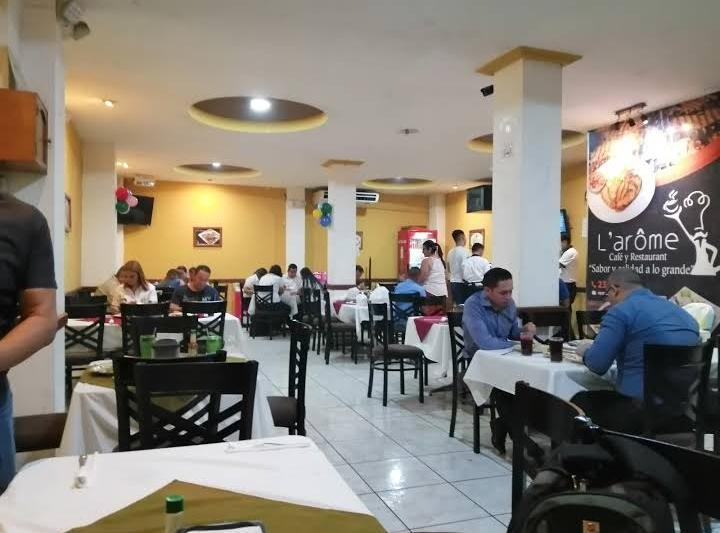 L'arôme
Café y Restaurant
"Sabor y calidad a lo grande"